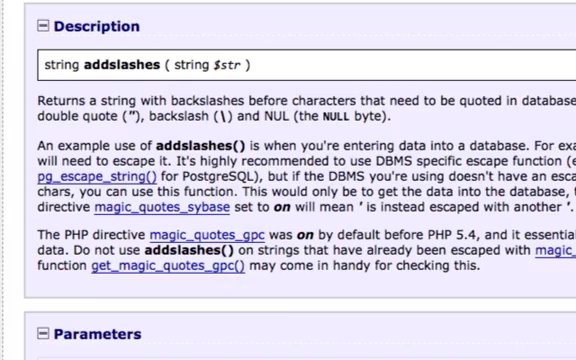 Description
string addslashes ( string $str )
Returns a string with backslashes before characters that need to be quoted in database
double quote ("), backslash (\) and NUL (the NULL byte).
An example use of addslashes() is when you're entering data into a database. For exa
will need to escape it. It's highly recommended to use DBMS specific escape function (e
pg_escape_string() for PostgreSQL), but if the DBMS you're using doesn't have an esca
chars, you can use this function. This would only be to get the data into the database, t
directive magic_quotes_sybase set to on will mean ' is instead escaped with another '.
The PHP directive magic_quotes_gpc was on by default before PHP 5.4, and it essential
data. Do not use addslashes() on strings that have already been escaped with magic_
function get_magic_quotes_gpc() may come in handy for checking this.
Parameters